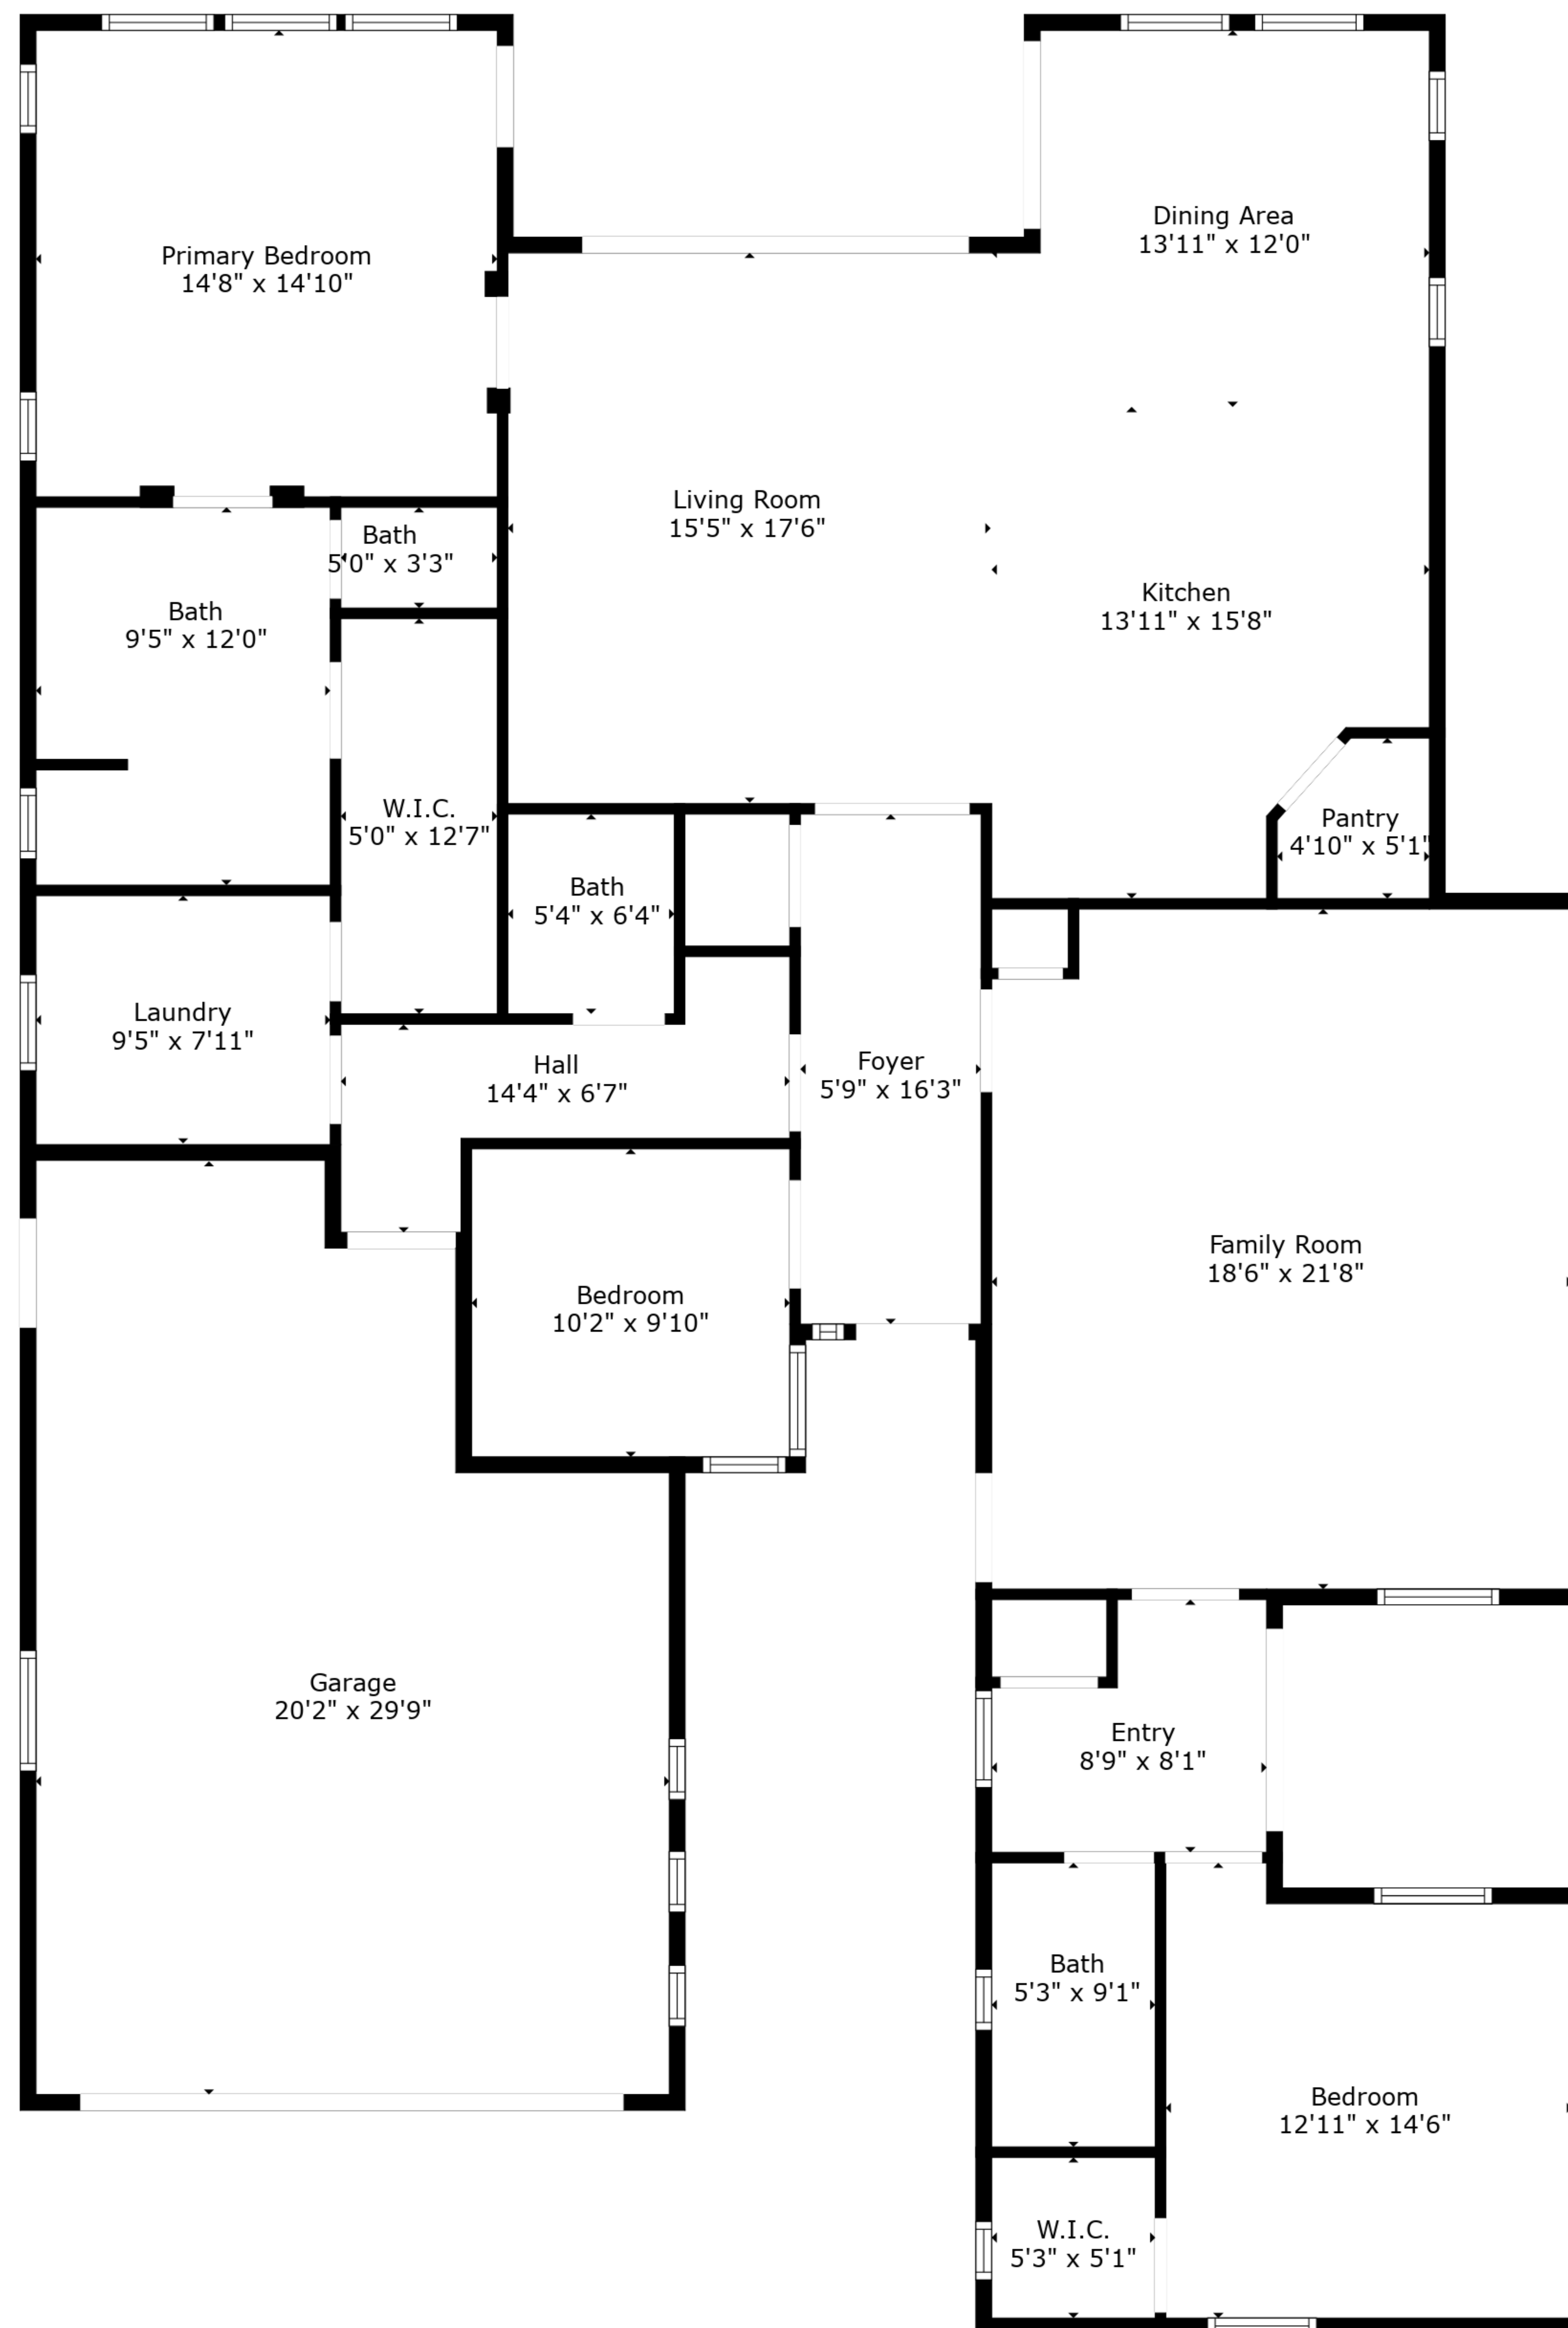 Dining Area
13'11" x 12'0"
Primary Bedroom
14'8" x 14'10"
Living Room
15'5" x 17'6"
Bath
5'0" x 3'3"
Kitchen
13'11" x 15'8"
Bath
9'5" x 12'0"
W.I.C.
5'0" x 12'7"
Pantry
4'10" x 5'1"
Bath
5'4" x 6'4"
Laundry
9'5" x 7'11"
Hall
14'4" x 6'7"
Foyer
5'9" x 16'3"
Family Room
18'6" x 21'8"
Bedroom
10'2" x 9'10"
Garage
20'2" x 29'9"
Entry
8'9" x 8'1"
Bath
5'3" x 9'1"
Bedroom
12'11" x 14'6"
W.I.C.
5'3" x 5'1"